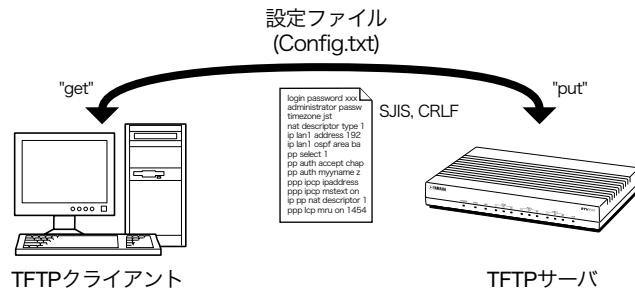 設定ファイル
(Config.txt)
"get"
"put"
login password xxx
administrator passw
timezone jst
nat descriptor type 1
ip lan1 address 192
ip lan1 ospf area ba
pp select 1
pp auth accept chap
pp auth myyname z
ppp ipcp ipaddress
ppp ipcp mstext on
ip pp nat descriptor 1
ppp lcp mru on 1454
SJIS, CRLF
YAMAHA
TFTPクライアント
TFTPサーバ